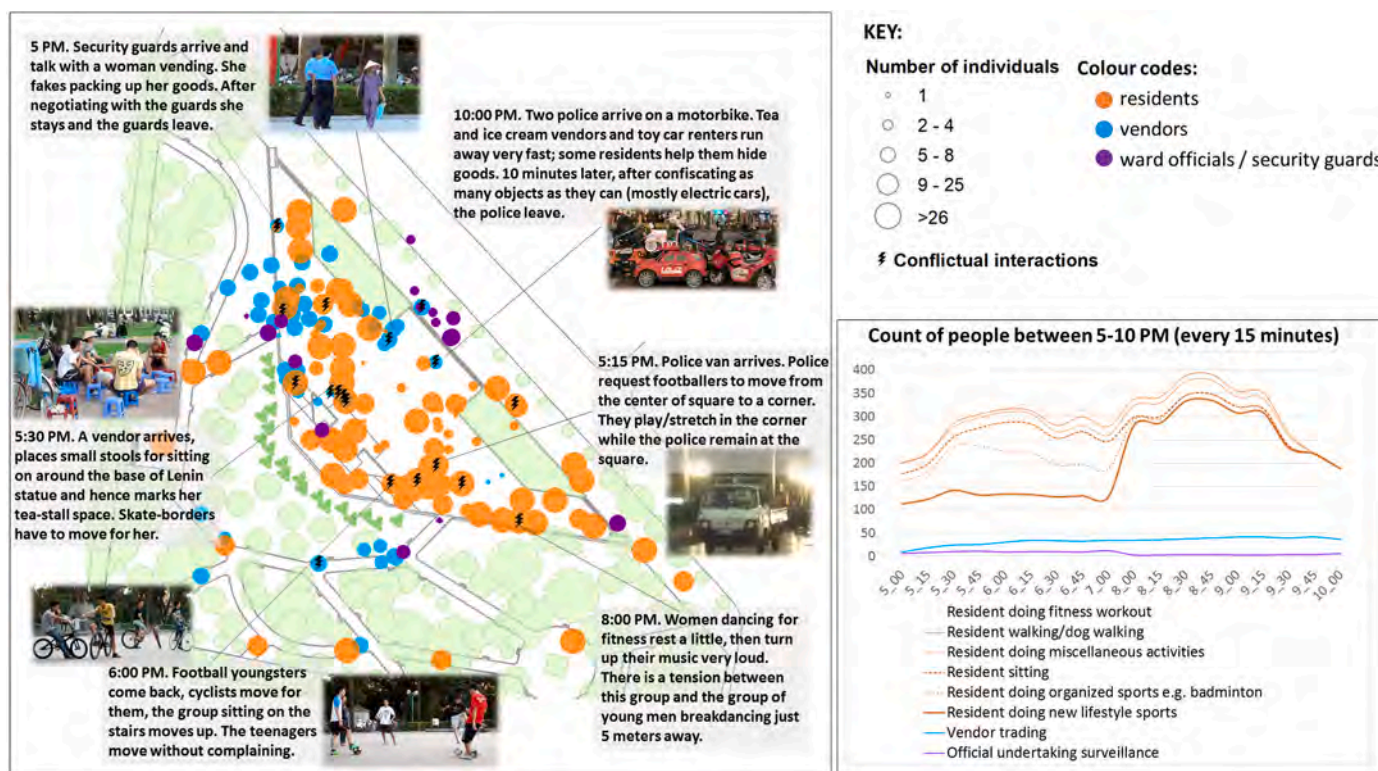 5 PM. Security guards arrive and
talk with a woman vending. She
fakes packing up her goods. After
negotiating with the guards she
stays and the guards leave.
10:00 PM. Two police arrive on a motorbike. Tea
and ice cream vendors and toy car renters run
away very fast; some residents help them hide
goods. 10 minutes later, after confiscating as
many objects as they can (mostly electric cars),
the police leave.
5:15 PM. Police van arrives. Police
request footballers to move from
the center of square to a corner.
They play/stretch in the corner
while the police remain at the
square.
5:30 PM. A vendor arrives,
places small stools for sitting
on around the base of Lenin
statue and hence marks her
tea-stall space. Skate-borders
have to move for her.
6:00 PM. Football youngsters
come back, cyclists move for
them, the group sitting on the
stairs moves up. The teenagers
move without complaining.
8:00 PM. Women dancing for
fitness rest a little, then turn
up their music very loud.
There is a tension between
this group and the group of
young men breakdancing just
5 meters away.
KEY:
Number of individuals
1
2 - 4
5 - 8
9 - 25
>26
Conflictual interactions
Colour codes:
residents
vendors
ward officials / security guards
Count of people between 5-10 PM (every 15 minutes)
400
350
300
250
200
150
100
50
0
5_00 5_15 5_30 5_45 6_00 6_15 6_30 6_45 7_00 8_00 8_15 8_30 8_45 9_00 9_15 9_30 9_45 10_00
Resident doing fitness workout
Resident walking/dog walking
Resident doing miscellaneous activities
Resident sitting
Resident doing organized sports e.g. badminton
Resident doing new lifestyle sports
Vendor trading
Official undertaking surveillance